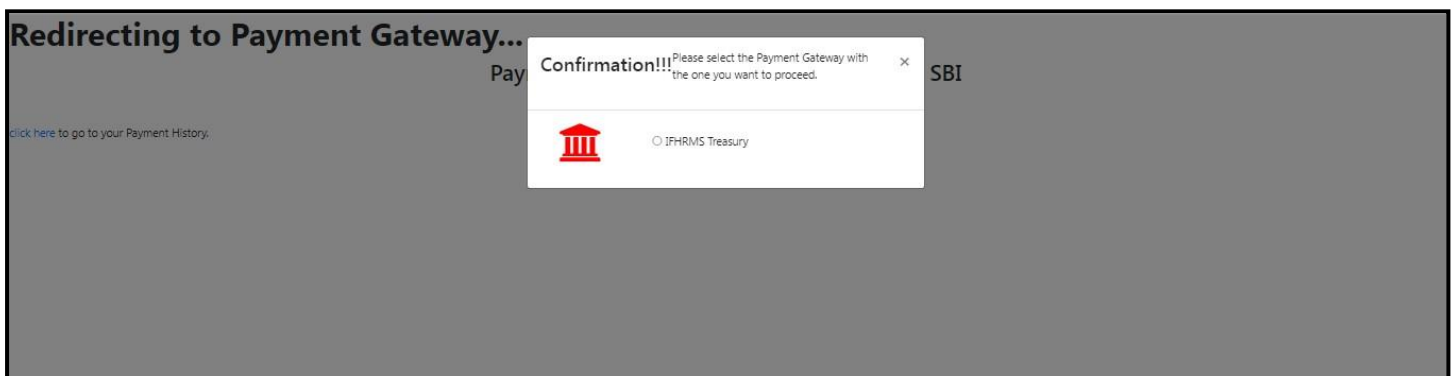 Redirecting to Payment Gateway...
Confirmation!!! Please select the Payment Gateway with
the one you want to proceed.
×
Pay
SBI
click here to go to your Payment History.
IFHRMS Treasury